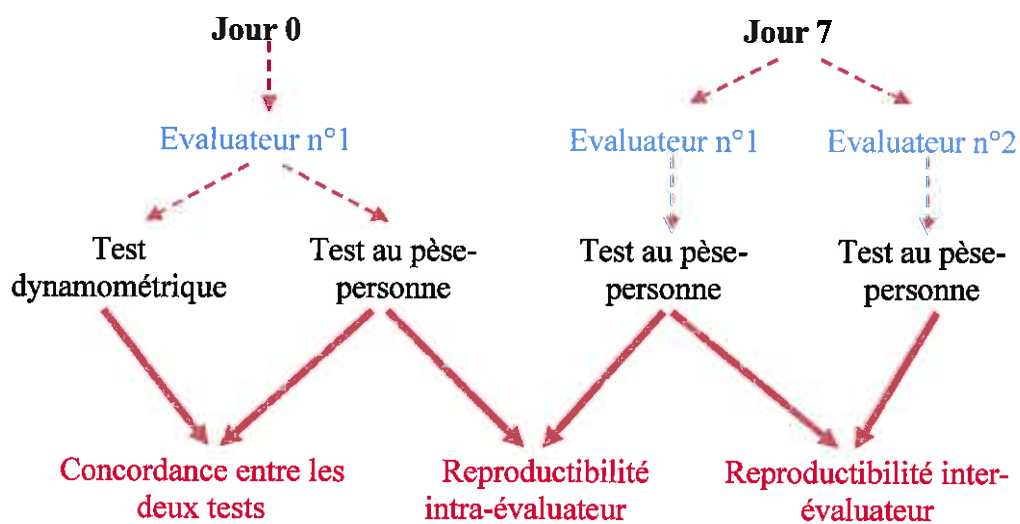 Jour 0
Jour 7
Evaluateur n°1
Evaluateur n°1
Evaluateur n°2
Test
dynamométrique
Test au pèse-
personne
Test au pèse-
personne
Test au pèse-
personne
Concordance entre les
deux tests
Reproductibilité
intra-évaluateur
Reproductibilité inter-
évaluateur